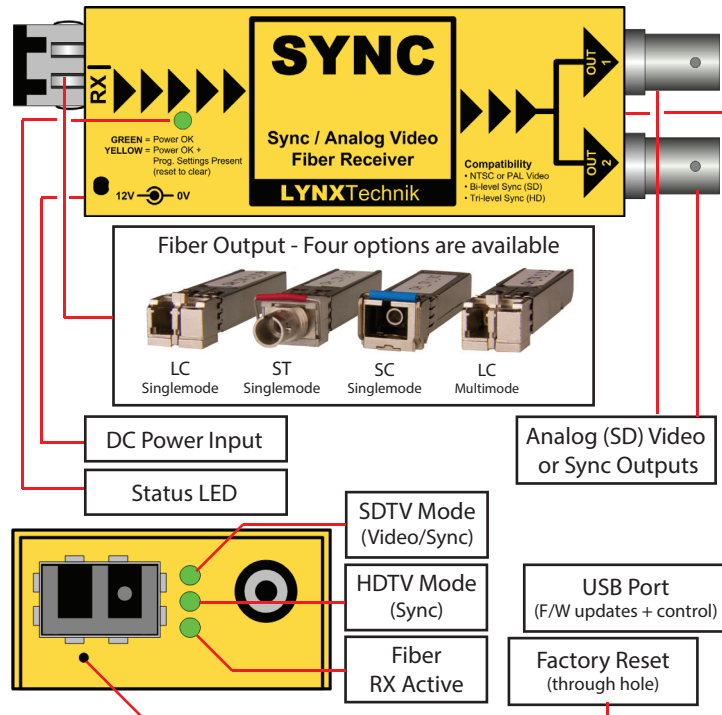 RX
SYNC
Sync / Analog Video
Fiber Receiver
LYNXTechnik
GREEN = Power OK
YELLOW = Power OK +
Prog. Settings Present
(reset to clear)
12V 0V
Compatibility
• NTSC or PAL Video
• Bi-level Sync (SD)
• Tri-level Sync (HD)
OUT
1
OUT
2
Fiber Output - Four options are available
LC
Singlemode
ST
Singlemode
SC
Singlemode
LC
Multimode
DC Power Input
Status LED
Analog (SD) Video
or Sync Outputs
SDTV Mode
(Video/Sync)
HDTV Mode
(Sync)
Fiber
RX Active
USB Port
(F/W updates + control)
Factory Reset
(through hole)